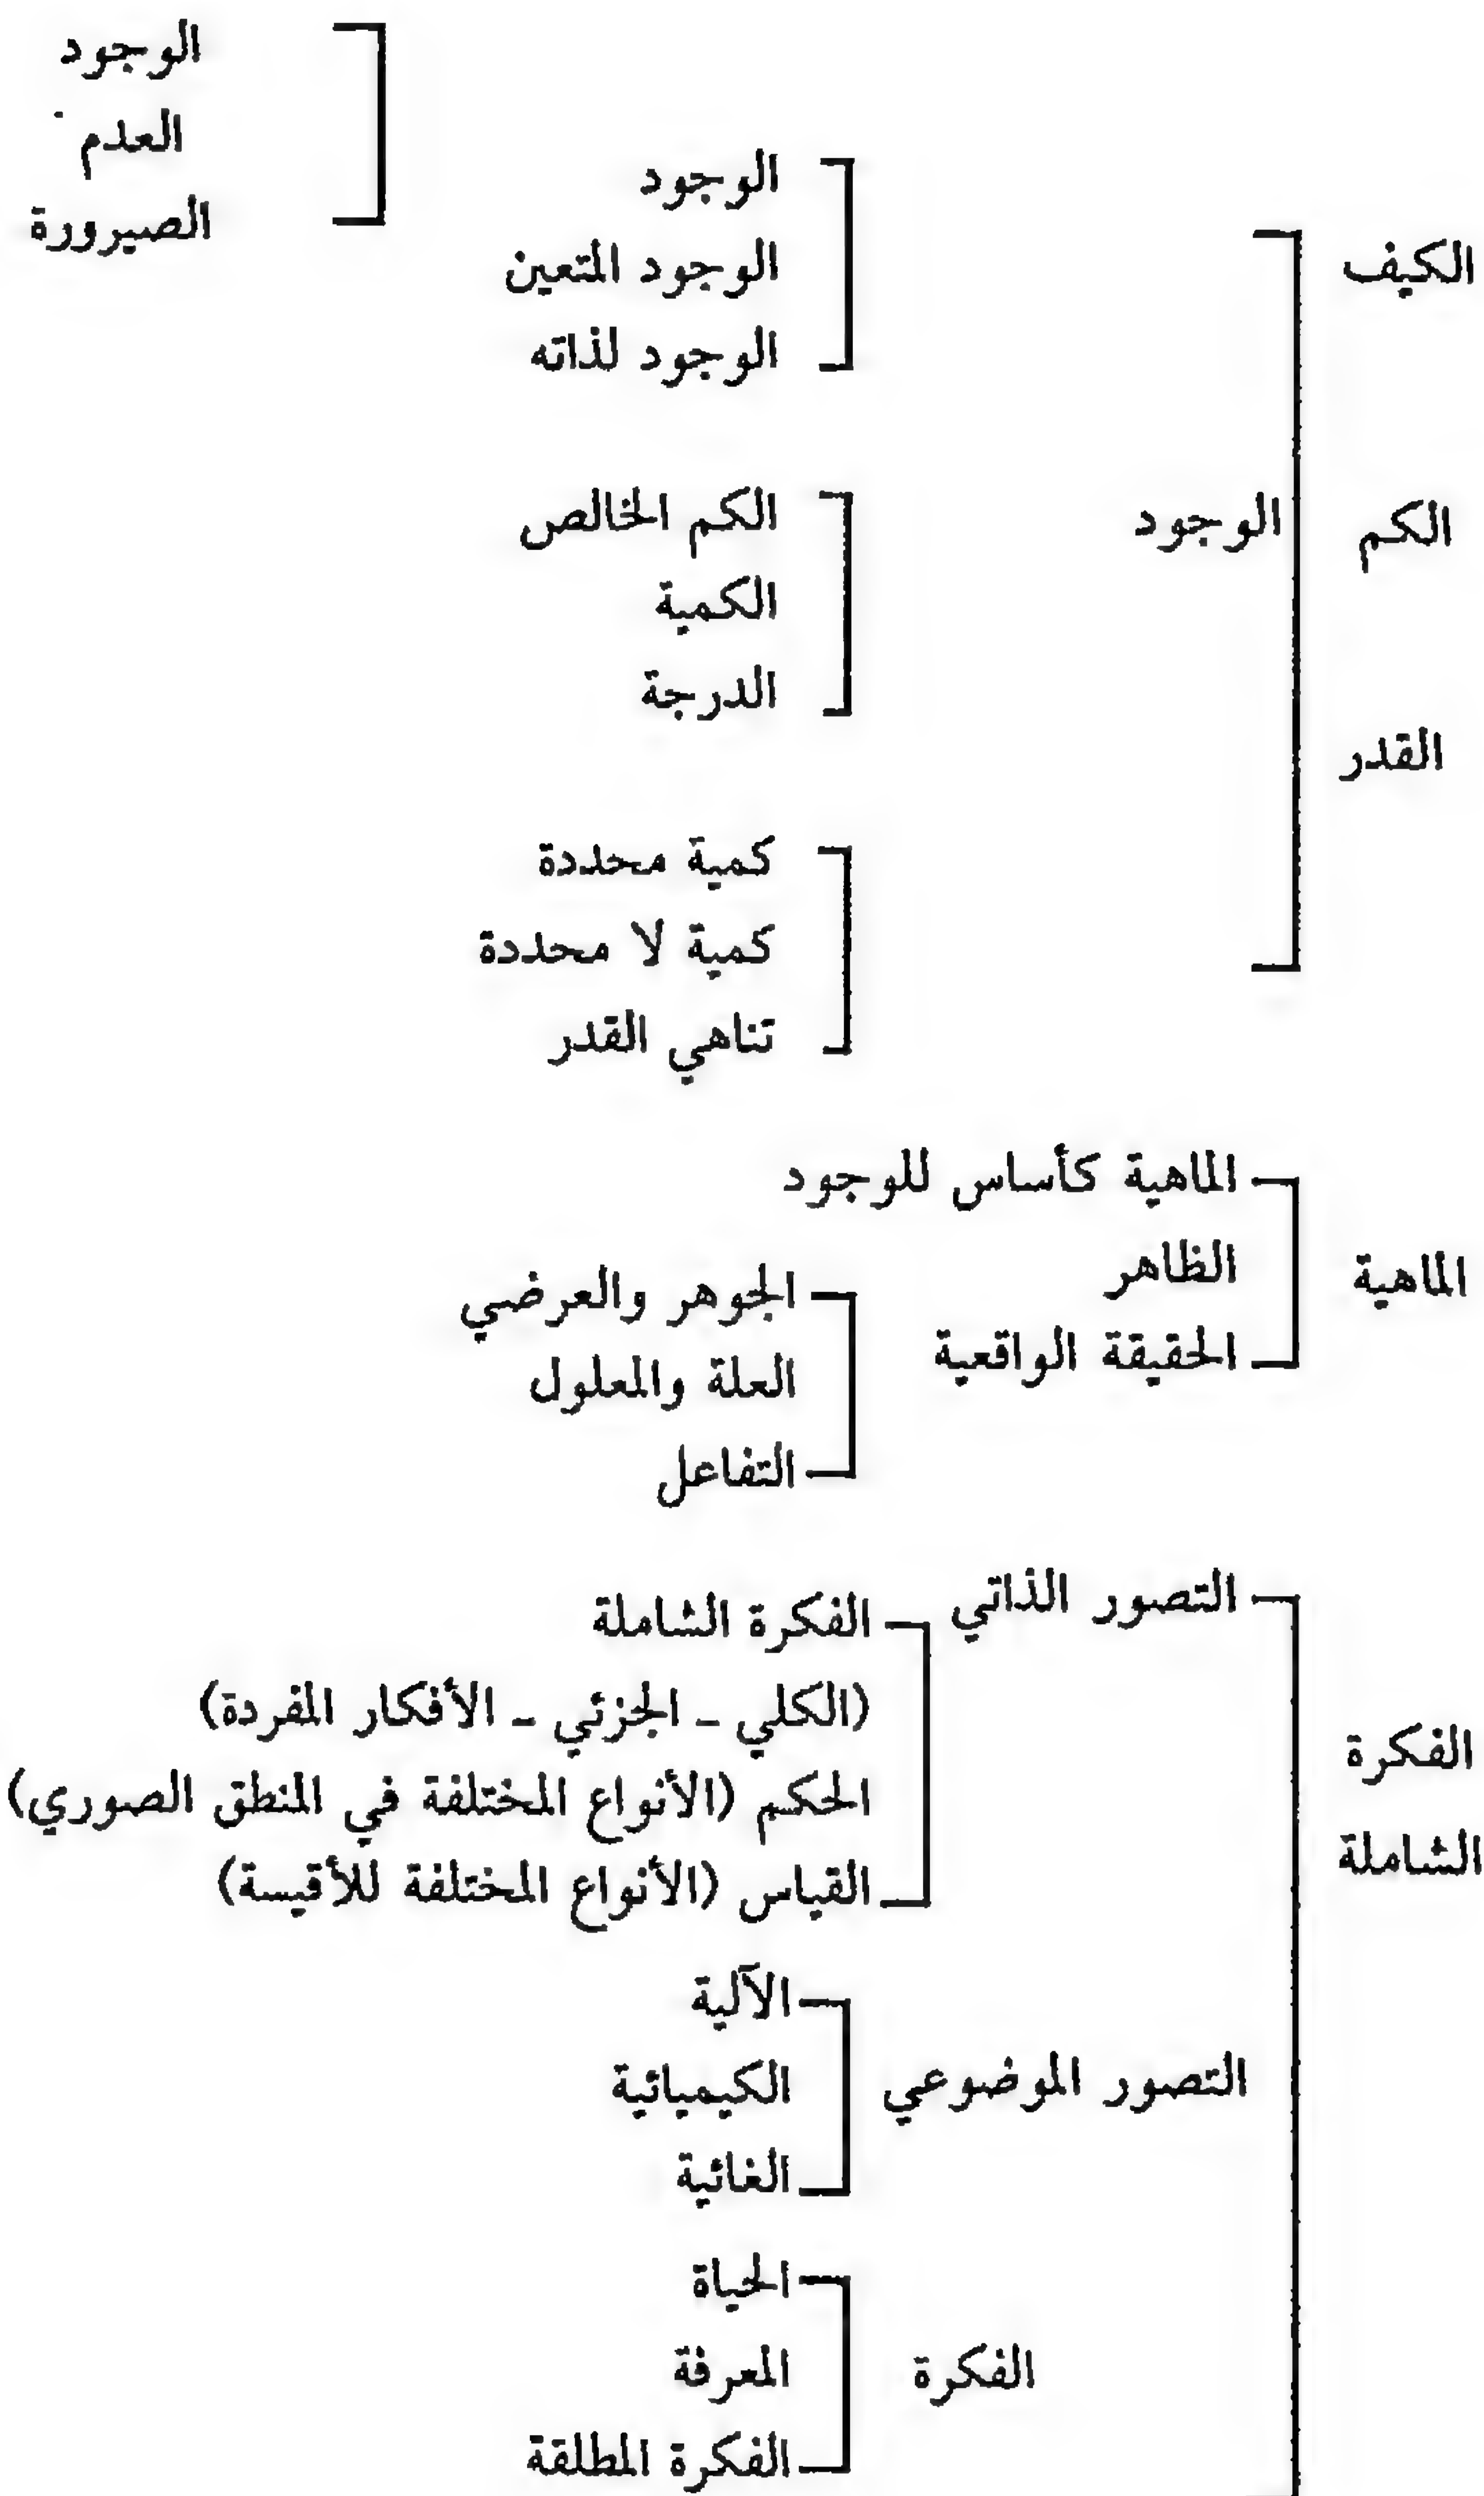 الوجود
العدم
الصيرورة
الوجود
الوجود المتعين
الوجود لذاته
الكيف
الكم الخالص
الكمية
الدرجة
الوجود
الكم
القدر
كمية محددة
كمية لا محددة
تناهي القدر
الماهية
الماهية كأساس للوجود
الظاهر
الحقيقة الواقعية
الجوهر والعرضي
العلة والمعلول
التفاعل
الفكرة
الشاملة
التصور الذاتي
الفكرة الشاملة
(الكلي - الجزئي - الأفكار المفردة)
الحكم (الأنواع المختلفة في المنطق الصوري)
القياس (الأنواع المختلفة للأقيسة)
التصور الموضوعي
الآلية
الكيميائية
الغائية
الفكرة
الحياة
المعرفة
الفكرة المطلقة